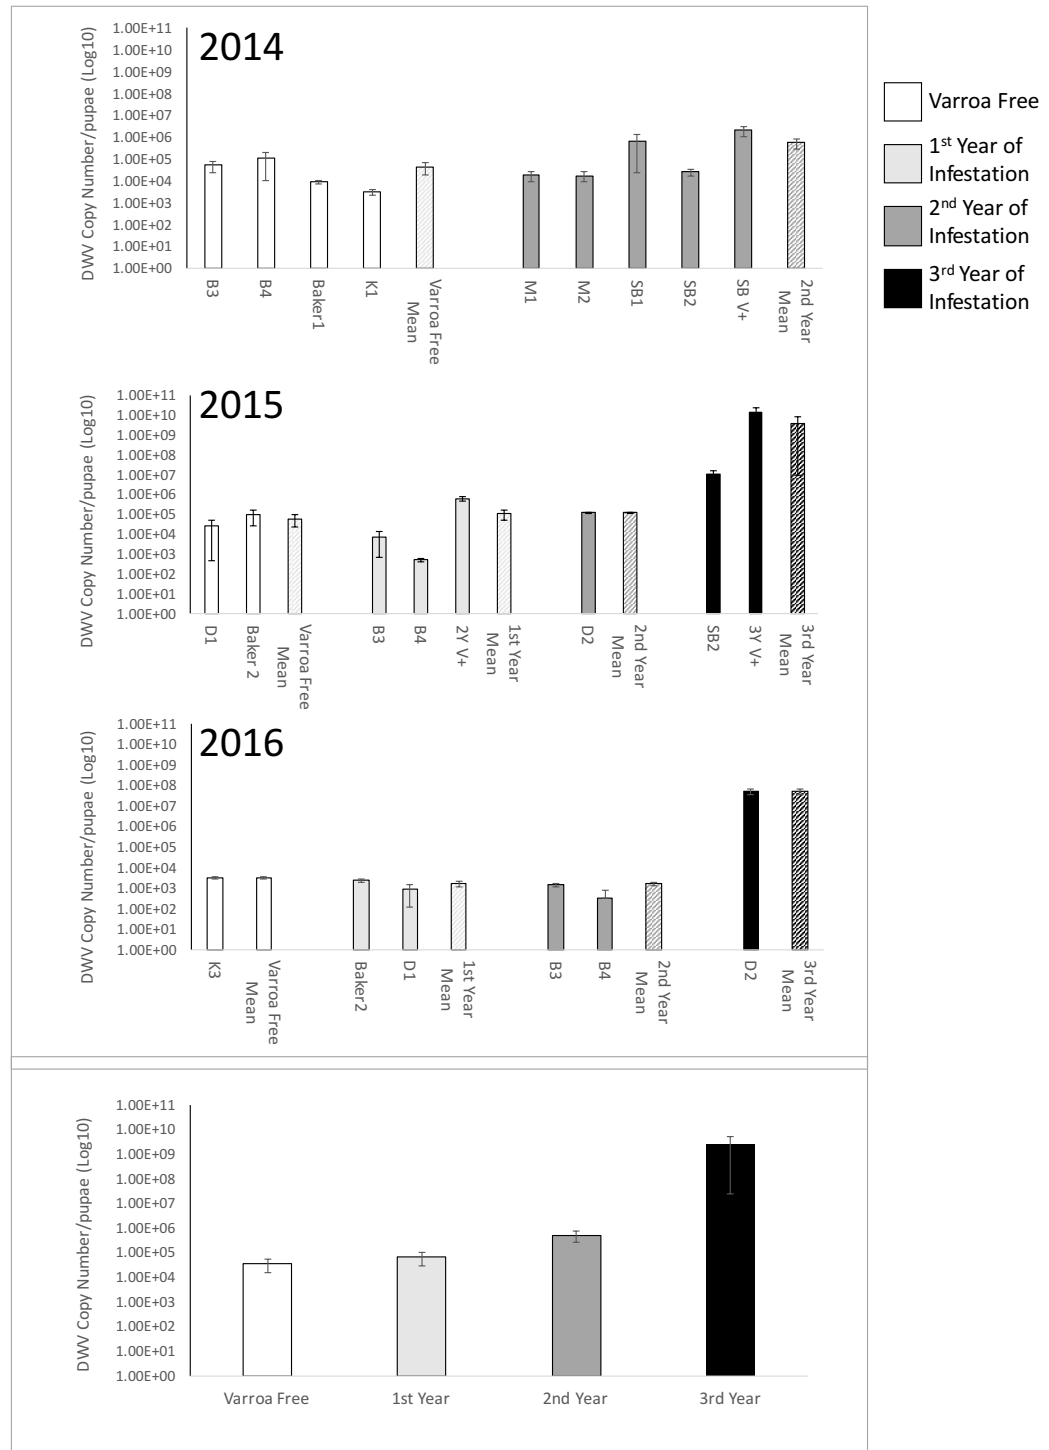 2014
DWV Copy Number/pupae (Log10)
1.00E+11
1.00E+10
1.00E+09
1.00E+08
1.00E+07
1.00E+06
1.00E+05
1.00E+04
1.00E+03
1.00E+02
1.00E+01
1.00E+00
B3
B4
Baker1
K1
Varroa Free
Mean
M1
M2
SB1
SB2
SB V+
2nd Year
Mean
Varroa Free
1st Year of
Infestation
2nd Year of
Infestation
3rd Year of
Infestation
2015
DWV Copy Number/pupae (Log10)
1.00E+11
1.00E+10
1.00E+09
1.00E+08
1.00E+07
1.00E+06
1.00E+05
1.00E+04
1.00E+03
1.00E+02
1.00E+01
1.00E+00
D1
Baker 2
Varroa Free
Mean
B3
B4
2Y V+
1st Year
Mean
D2
2nd Year
Mean
SB2
3Y V+
3rd Year
Mean
2016
DWV Copy Number/pupae (Log10)
1.00E+11
1.00E+10
1.00E+09
1.00E+08
1.00E+07
1.00E+06
1.00E+05
1.00E+04
1.00E+03
1.00E+02
1.00E+01
1.00E+00
K3
Varroa Free
Mean
Baker2
D1
1st Year
Mean
B3
B4
2nd Year
Mean
D2
3rd Year
Mean
DWV Copy Number/pupae (Log10)
1.00E+11
1.00E+10
1.00E+09
1.00E+08
1.00E+07
1.00E+06
1.00E+05
1.00E+04
1.00E+03
1.00E+02
1.00E+01
1.00E+00
Varroa Free
1st Year
2nd Year
3rd Year